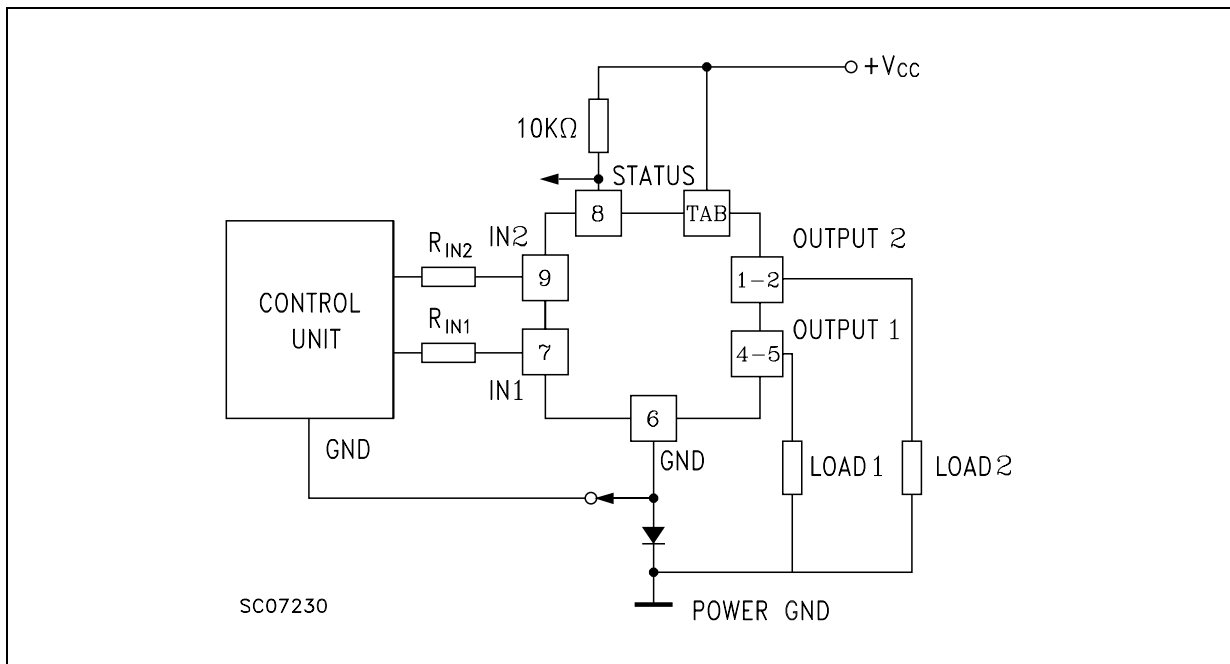 +VCC
10KΩ
STATUS
8
TAB
IN2
OUTPUT 2
RIN2
9
1-2
CONTROL
UNIT
OUTPUT 1
RIN1
7
4-5
IN1
6
GND
GND
LOAD 1
LOAD 2
SC07230
POWER GND